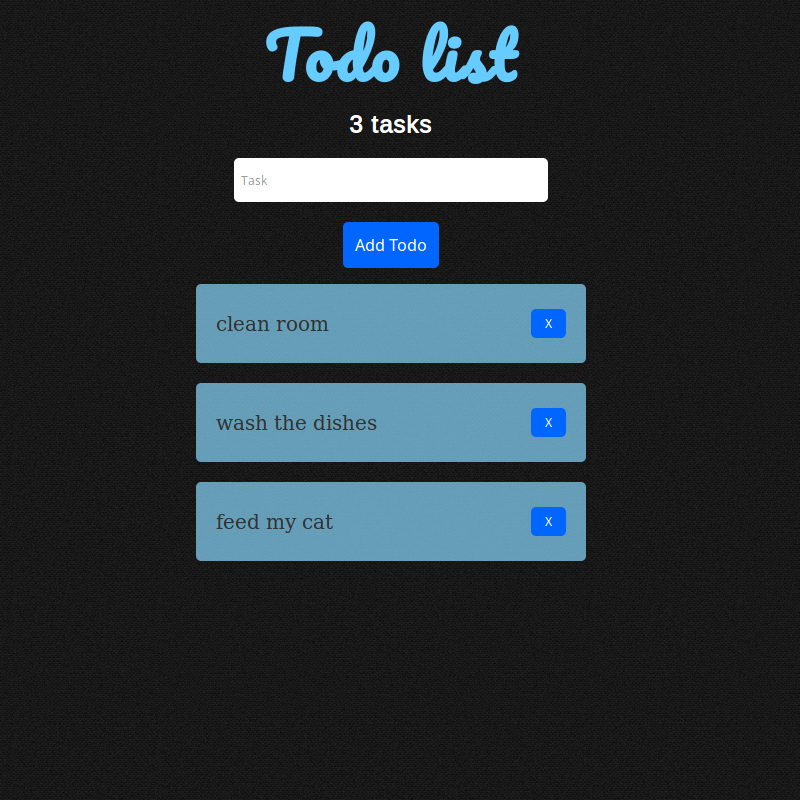 Todo list
3 tasks
Task
Add Todo
clean room
X
wash the dishes
X
feed my cat
X